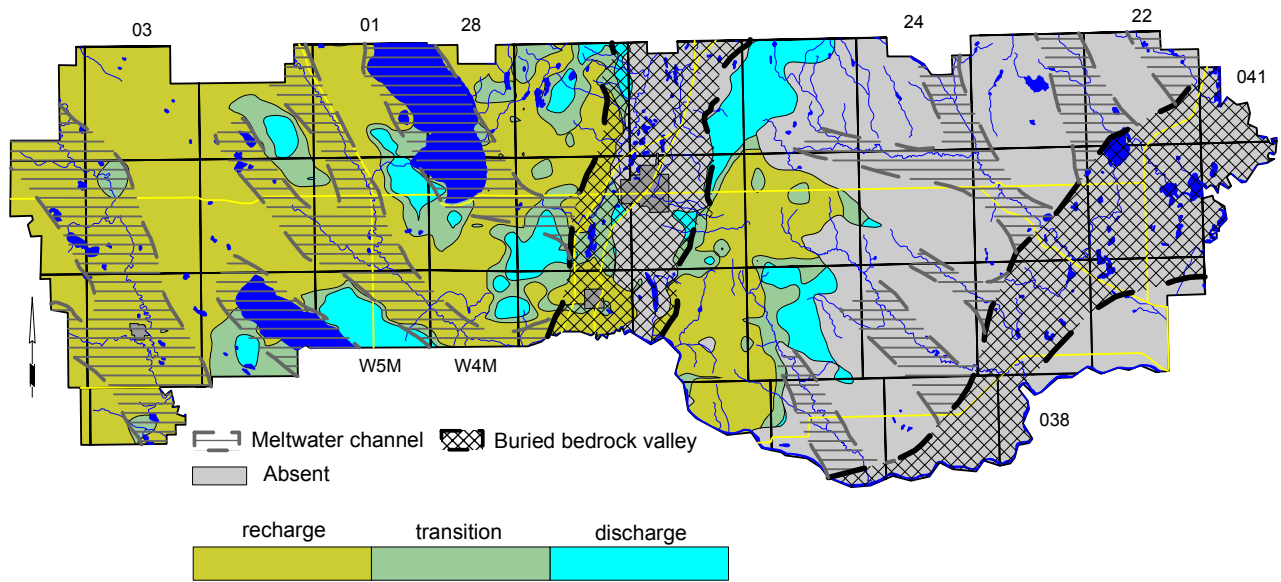 03
01
28
24
22
041
W5M
W4M
038
Meltwater channel
Buried bedrock valley
Absent
recharge
transition
discharge